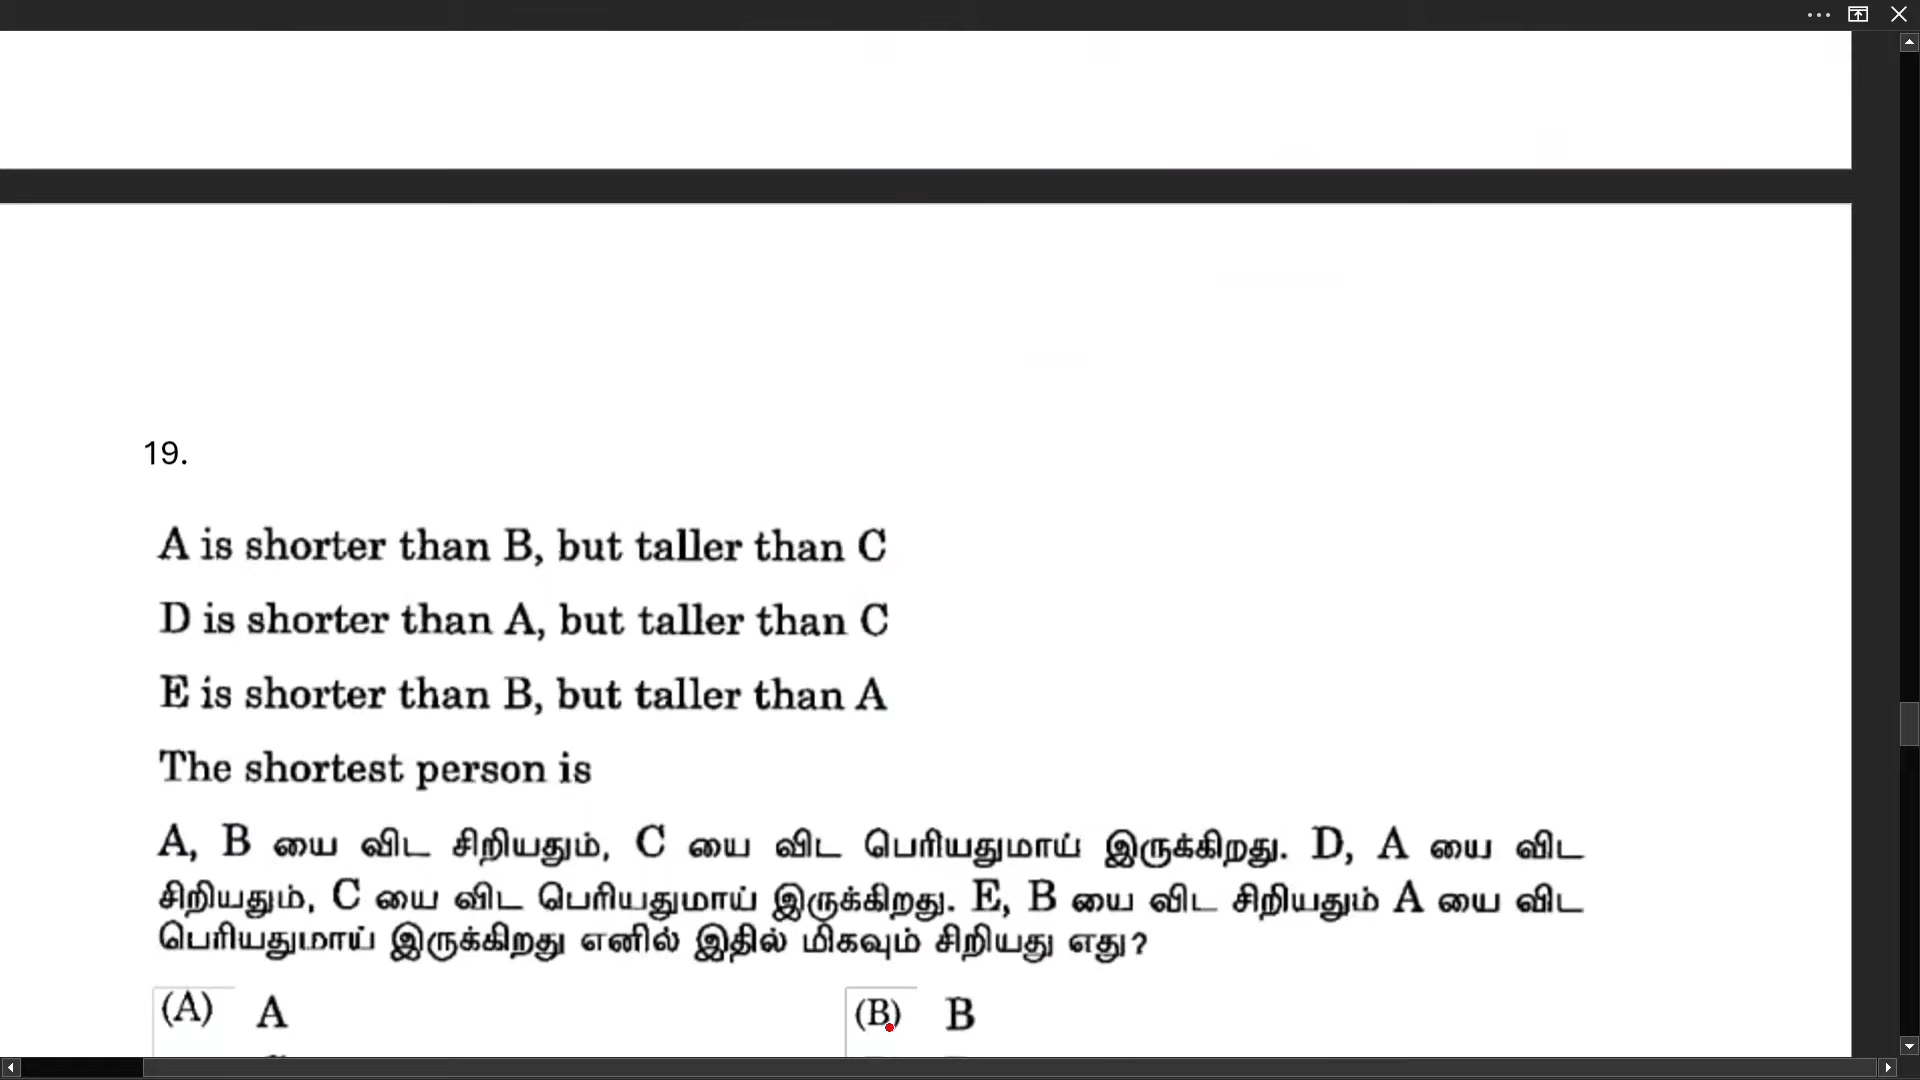 19.
A is shorter than B, but taller than C
D is shorter than A, but taller than C
E is shorter than B, but taller than A
The shortest person is
A, B யை விட சிறியதும், C யை விட பெரியதுமாய் இருக்கிறது. D, A யை விட
சிறியதும், C யை விட பெரியதுமாய் இருக்கிறது. E, B யை விட சிறியதும் A யை விட
பெரியதுமாய் இருக்கிறது எனில் இதில் மிகவும் சிறியது எது?
(A) A (B) B